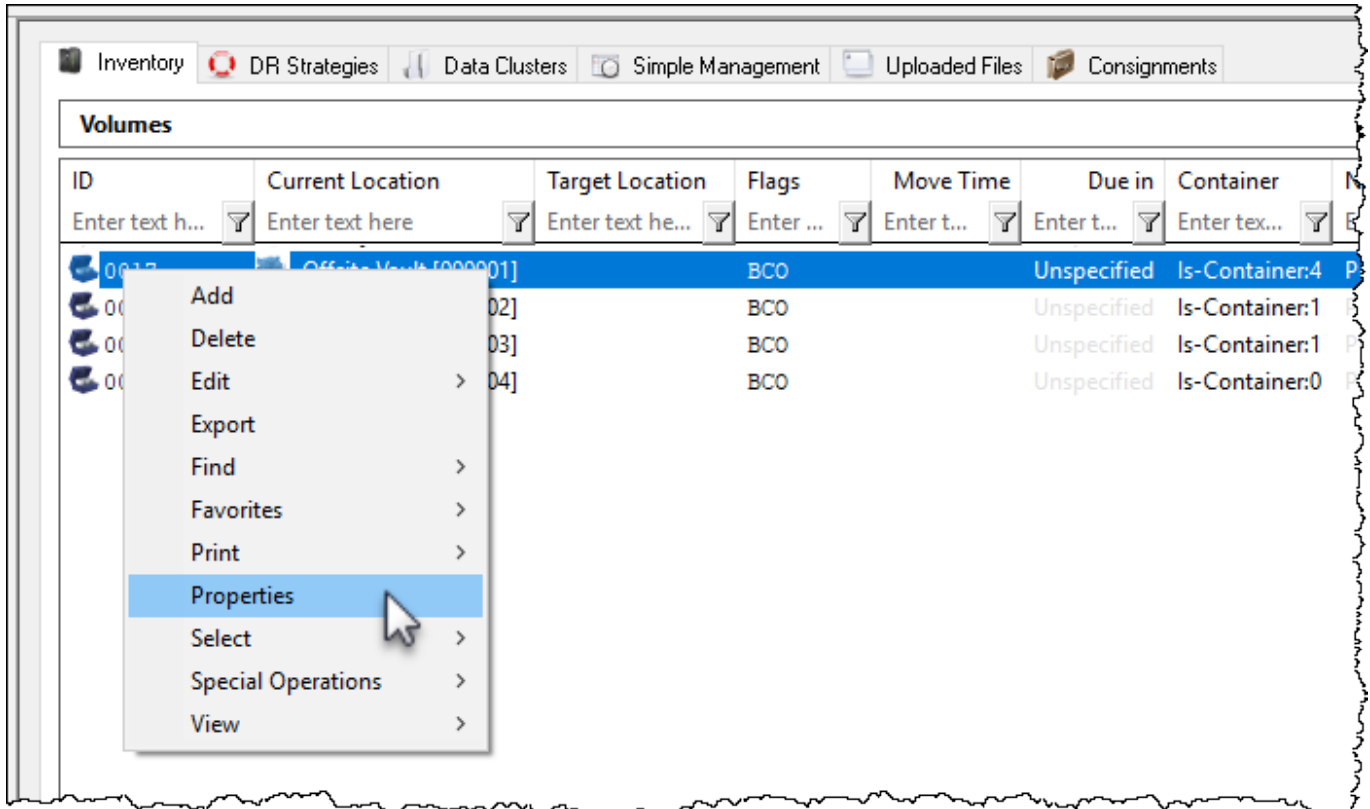 Inventory DR Strategies Data Clusters Simple Management Uploaded Files Consignments
Volumes
ID Current Location Target Location Flags Move Time Due in Container
Enter text h... Enter text here Enter text he... Enter ... Enter t... Enter t... Enter tex...
Offsite Vault [000001] BCO Unspecified Is-Container:4 P
02] BCO Unspecified Is-Container:1 P
03] BCO Unspecified Is-Container:1 P
04] BCO Unspecified Is-Container:0 P
Add
Delete
Edit
Export
Find
Favorites
Print
Properties
Select
Special Operations
View